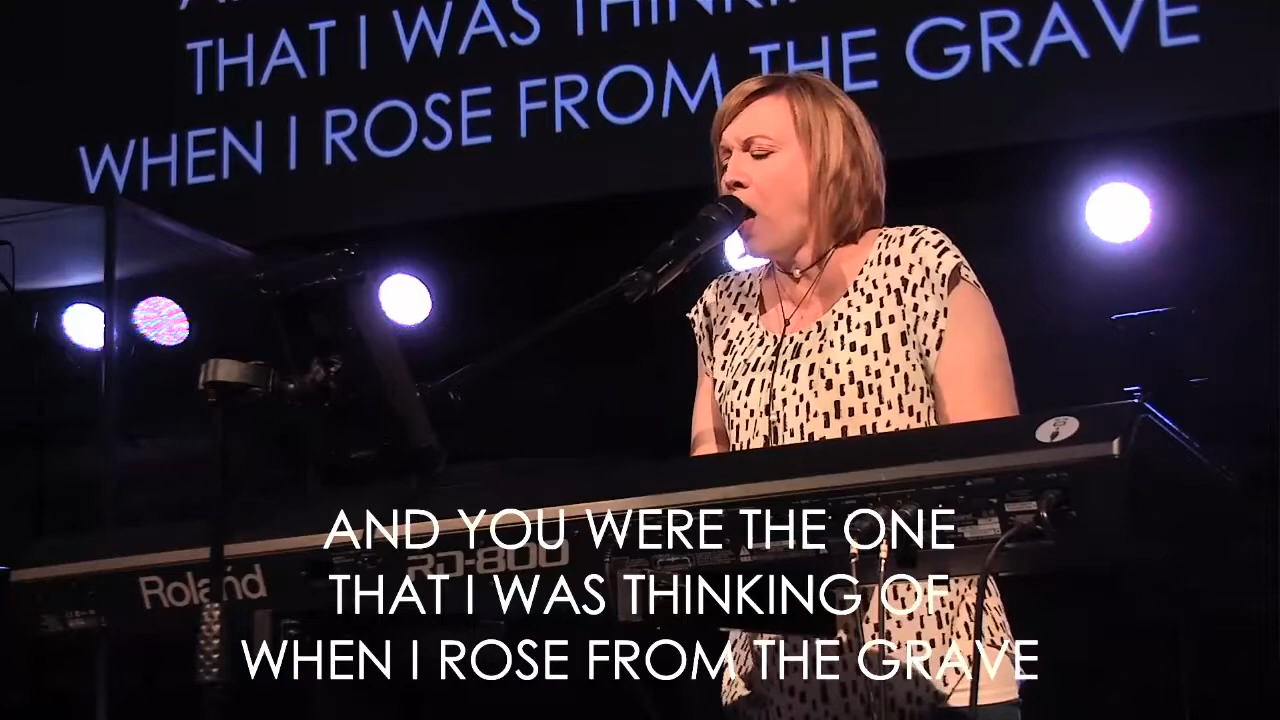 THAT I WAS THINKI
WHEN I ROSE FROM THE GRAVE
Roland
RD-800
AND YOU WERE THE ONE
THAT I WAS THINKING OF
WHEN I ROSE FROM THE GRAVE